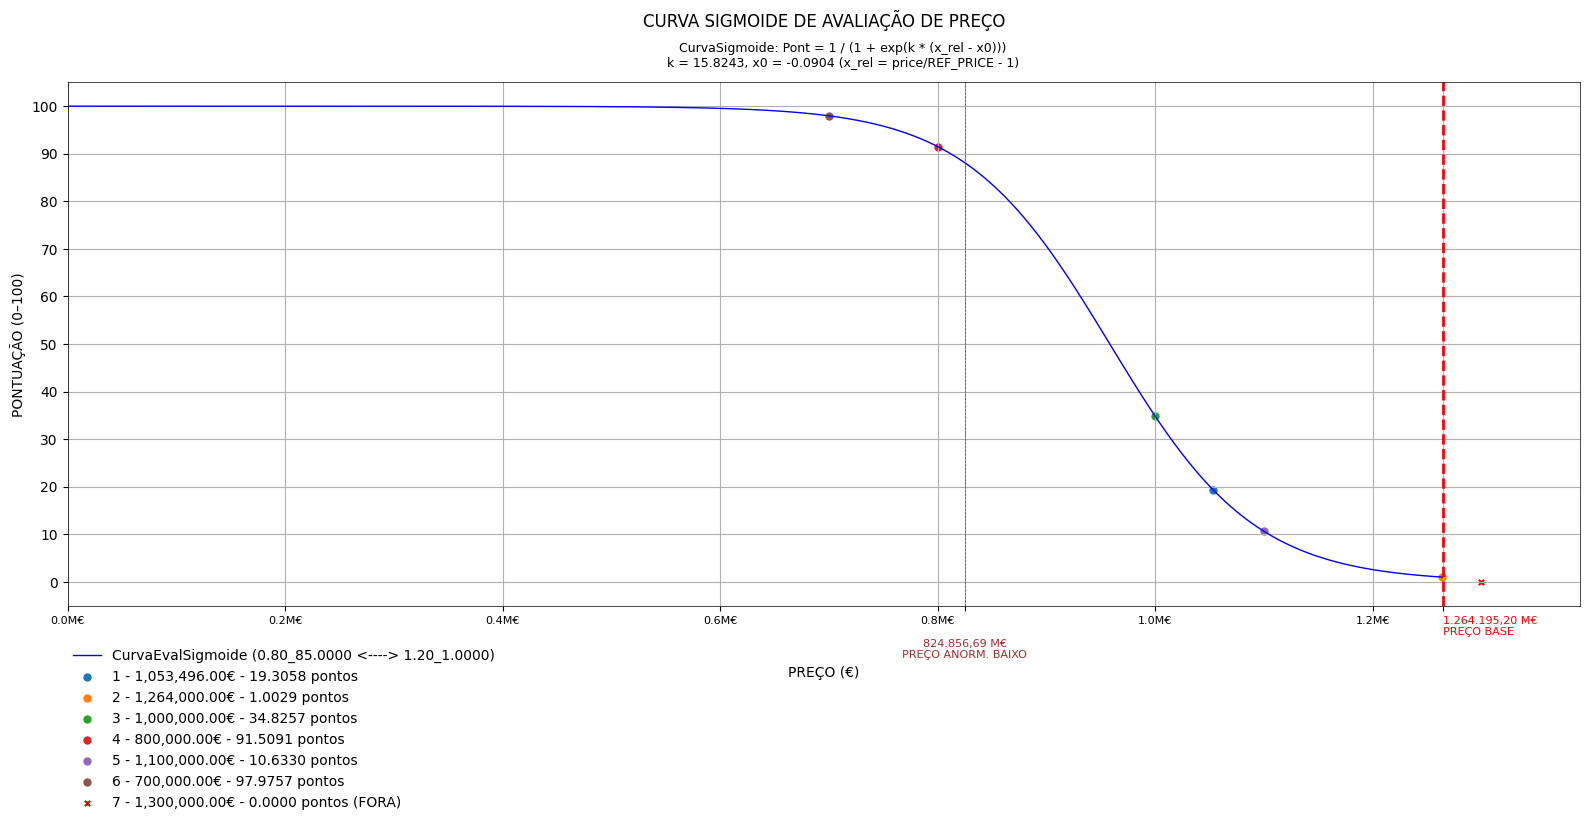 CURVA SIGMOIDE DE AVALIAÇÃO DE PREÇO
CurvaSigmoide: Pont = 1 / (1 + exp(k * (x_rel - x0)))
k = 15.8243, x0 = -0.0904 (x_rel = price/REF_PRICE - 1)
PONTUAÇÃO (0–100)
100
90
80
70
60
50
40
30
20
10
0
0.0M€
0.2M€
0.4M€
0.6M€
0.8M€
1.0M€
1.2M€
1.264.195,20 M€
PREÇO BASE
824.856,69 M€
PREÇO ANORM. BAIXO
PREÇO (€)
CurvaEvalSigmoide (0.80_85.0000 <----> 1.20_1.0000)
1 - 1,053,496.00€ - 19.3058 pontos
2 - 1,264,000.00€ - 1.0029 pontos
3 - 1,000,000.00€ - 34.8257 pontos
4 - 800,000.00€ - 91.5091 pontos
5 - 1,100,000.00€ - 10.6330 pontos
6 - 700,000.00€ - 97.9757 pontos
7 - 1,300,000.00€ - 0.0000 pontos (FORA)